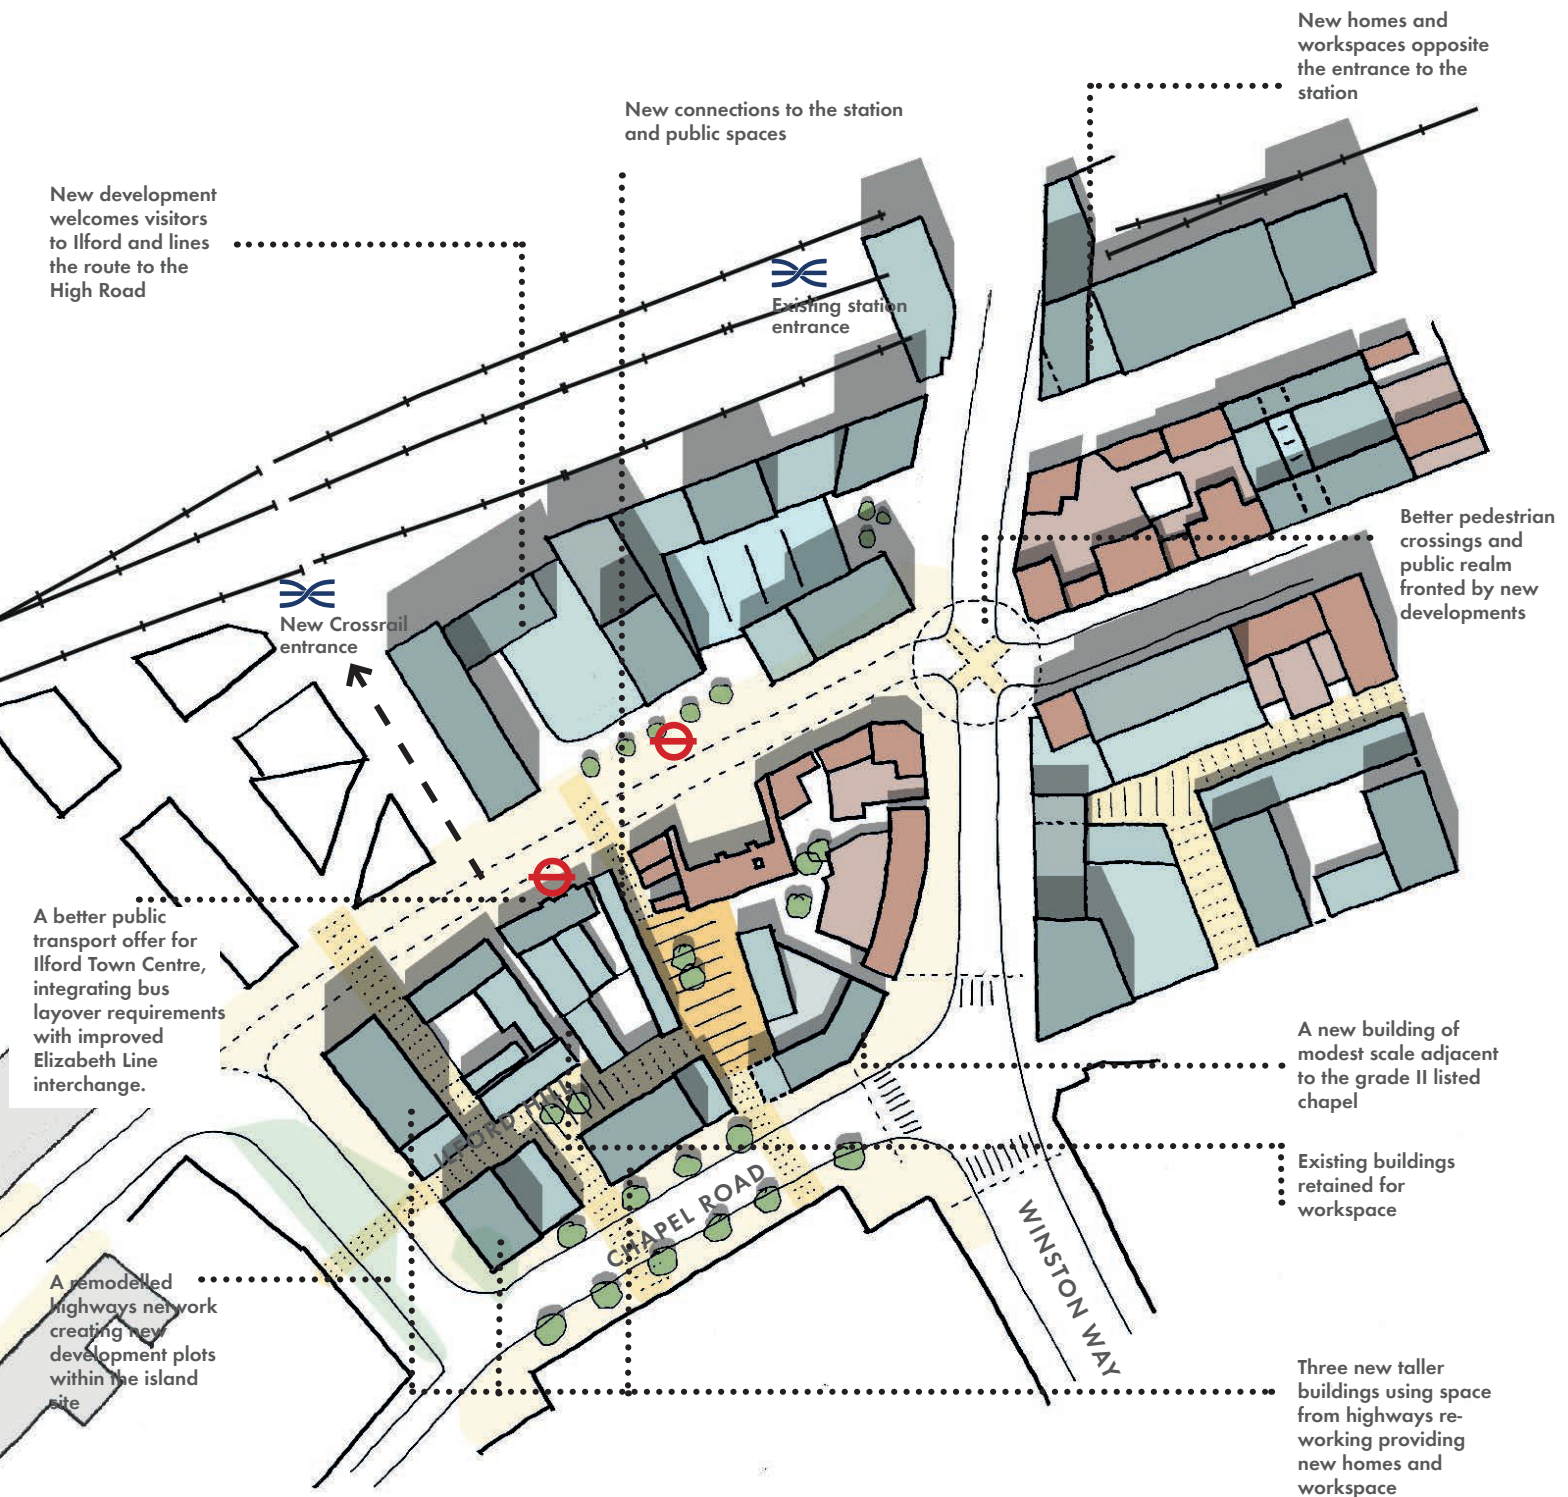 New homes and
workspaces opposite
the entrance to the
station
New connections to the station
and public spaces
New development
welcomes visitors
to Ilford and lines
the route to the
High Road
Existing station
entrance
Better pedestrian
crossings and
public realm
fronted by new
developments
New Crossrail
entrance
A better public
transport offer for
Ilford Town Centre,
integrating bus
layover requirements
with improved
Elizabeth Line
interchange.
A new building of
modest scale adjacent
to the grade II listed
chapel
ILFORD HILL
Existing buildings
retained for
workspace
CHAPEL ROAD
WINSTON WAY
A remodelled
highways network
creating new
development plots
within the island
site
Three new taller
buildings using space
from highways re-
working providing
new homes and
workspace